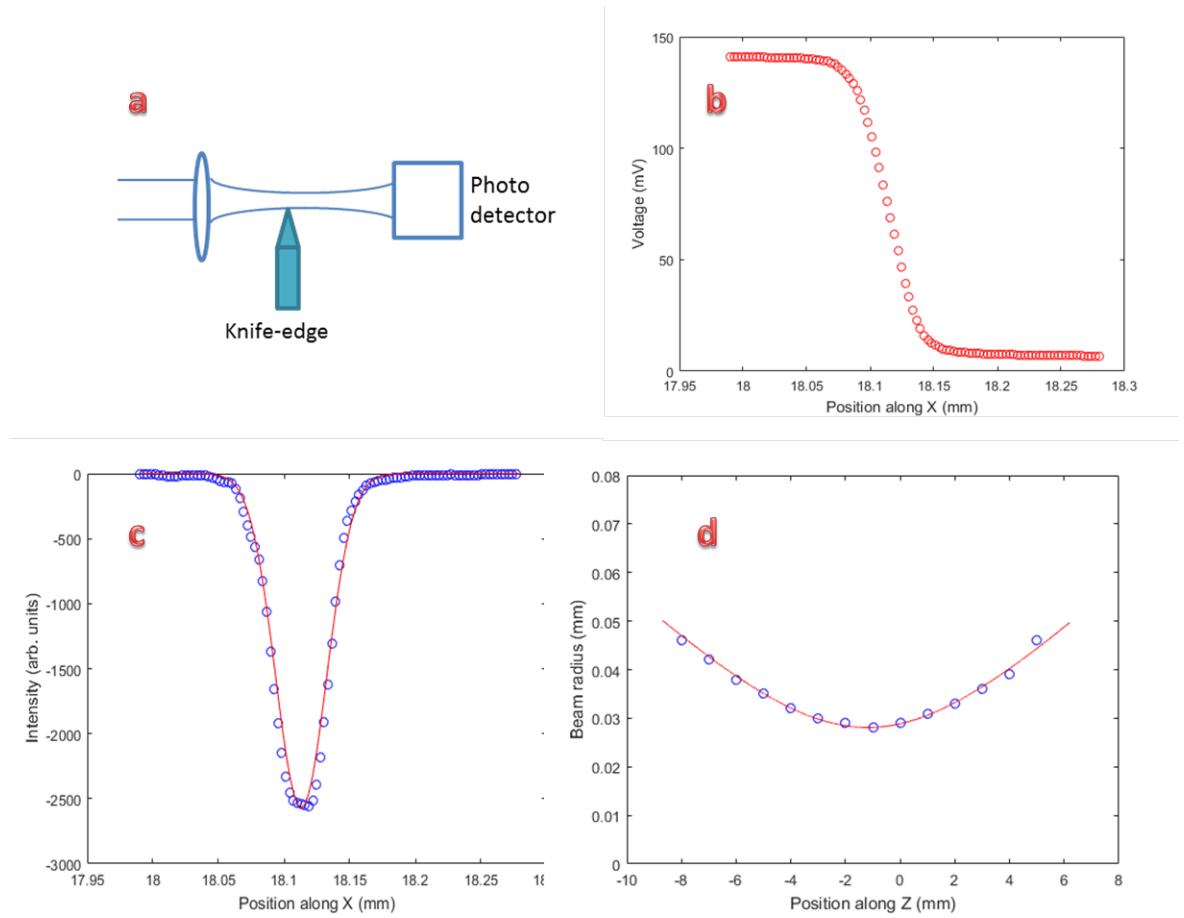 a
Photo
detector
Knife-edge
b
150
100
50
0
Voltage (mV)
17.95 18 18.05 18.1 18.15 18.2 18.25 18.3
Position along X (mm)
c
0
-500
-1000
-1500
-2000
-2500
-3000
Intensity (arb. units)
17.95 18 18.05 18.1 18.15 18.2 18.25
Position along X (mm)
d
0.08
0.07
0.06
0.05
0.04
0.03
0.02
0.01
0
Beam radius (mm)
-10 -8 -6 -4 -2 0 2 4 6 8
Position along Z (mm)